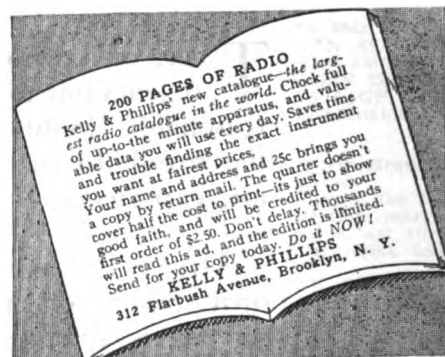 200 PAGES OF RADIO
Kelly & Phillips' new catalogue—the larg-
est radio catalogue in the world. Chock full
of up-to-the minute apparatus, and valu-
able data you will use every day. Saves time
and trouble finding the exact instrument
you want at fairest prices.
Your name and address and 25c brings you
a copy by return mail. The quarter doesn't
cover half the cost to print—its just to show
good faith, and will be credited to your
first order of $2.50. Don't delay. Thousands
will read this ad, and the edition is limited.
Send for your copy today. Do it NOW!
KELLY & PHILLIPS
312 Flatbush Avenue, Brooklyn, N. Y.